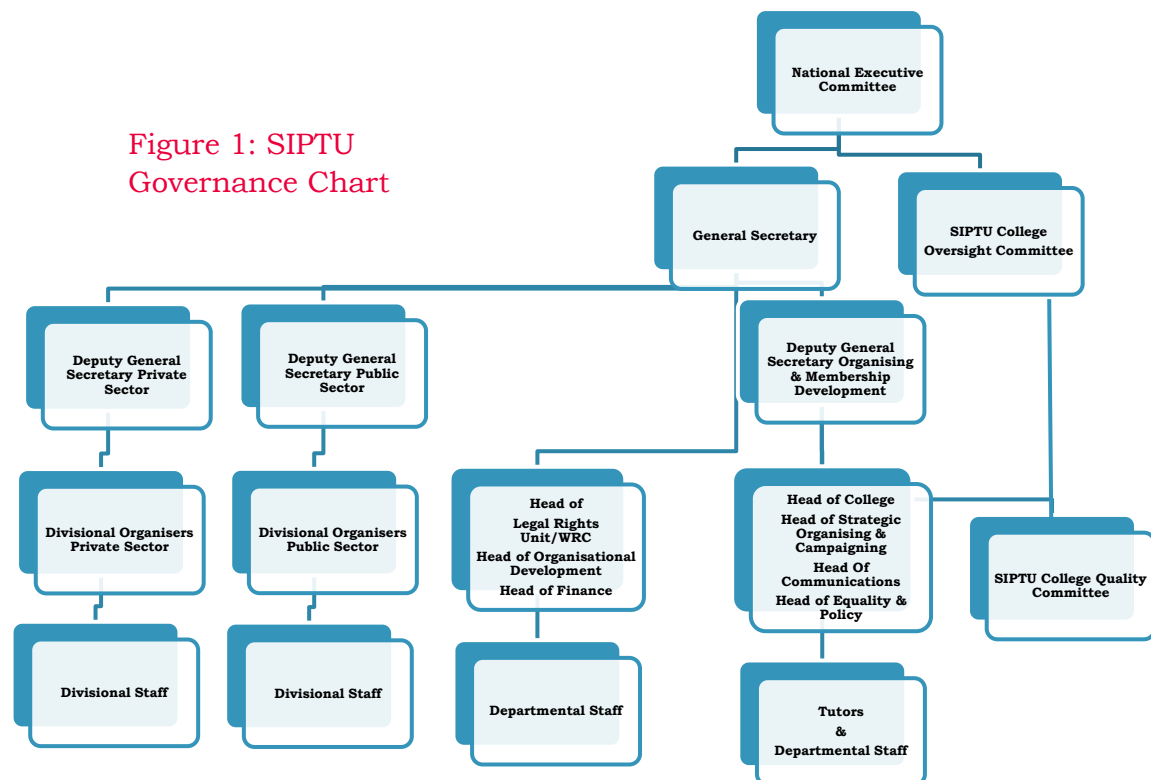 National Executive
Committee
Figure 1: SIPTU
Governance Chart
General Secretary
SIPTU College
Oversight Committee
Deputy General
Secretary Private
Sector
Deputy General
Secretary Public
Sector
Deputy General
Secretary Organising
& Membership
Development
Divisional Organisers
Private Sector
Divisional Organisers
Public Sector
Head of
Legal Rights
Unit/WRC
Head of Organisational
Development
Head of Finance
Head of College
Head of Strategic
Organising &
Campaigning
Head Of
Communications
Head of Equality &
Policy
SIPTU College Quality
Committee
Divisional Staff
Divisional Staff
Departmental Staff
Tutors
&
Departmental Staff